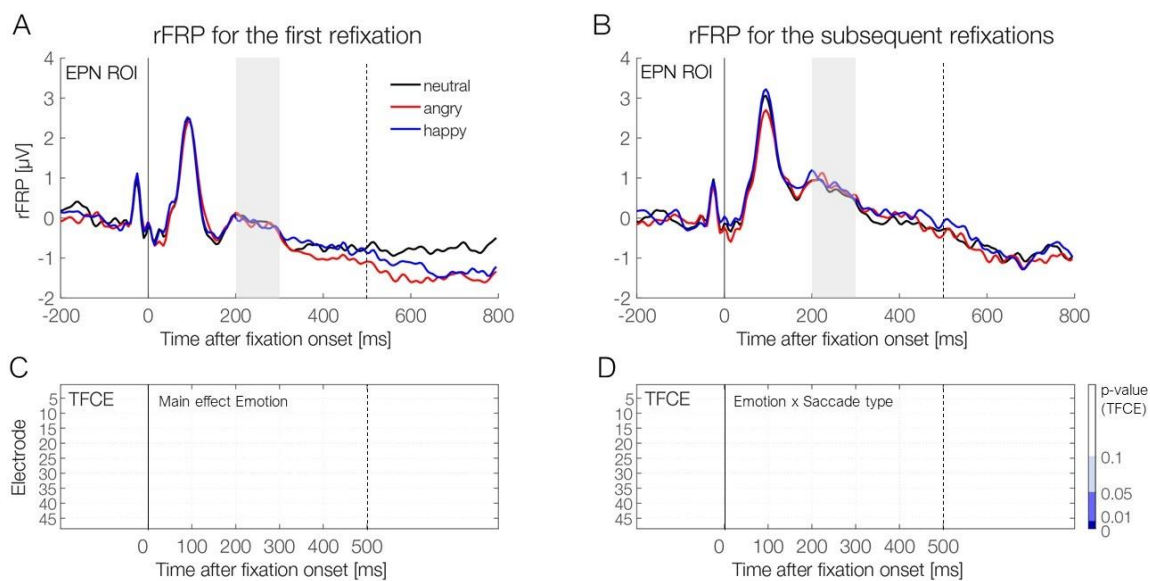 A
rFRP for the first refixation
EPN ROI
neutral
angry
happy
rFRP [µV]
4
3
2
1
0
-1
-2
-200 0 200 400 600 800
Time after fixation onset [ms]
B
rFRP for the subsequent refixations
EPN ROI
4
3
2
1
0
-1
-2
-200 0 200 400 600 800
Time after fixation onset [ms]
C
TFCE
Main effect Emotion
Electrode
5
10
15
20
25
30
35
40
45
0 100 200 300 400 500
Time after fixation onset [ms]
D
TFCE
Emotion x Saccade type
5
10
15
20
25
30
35
40
45
0 100 200 300 400 500
Time after fixation onset [ms]
p-value
(TFCE)
0.1
0.05
0.01
0